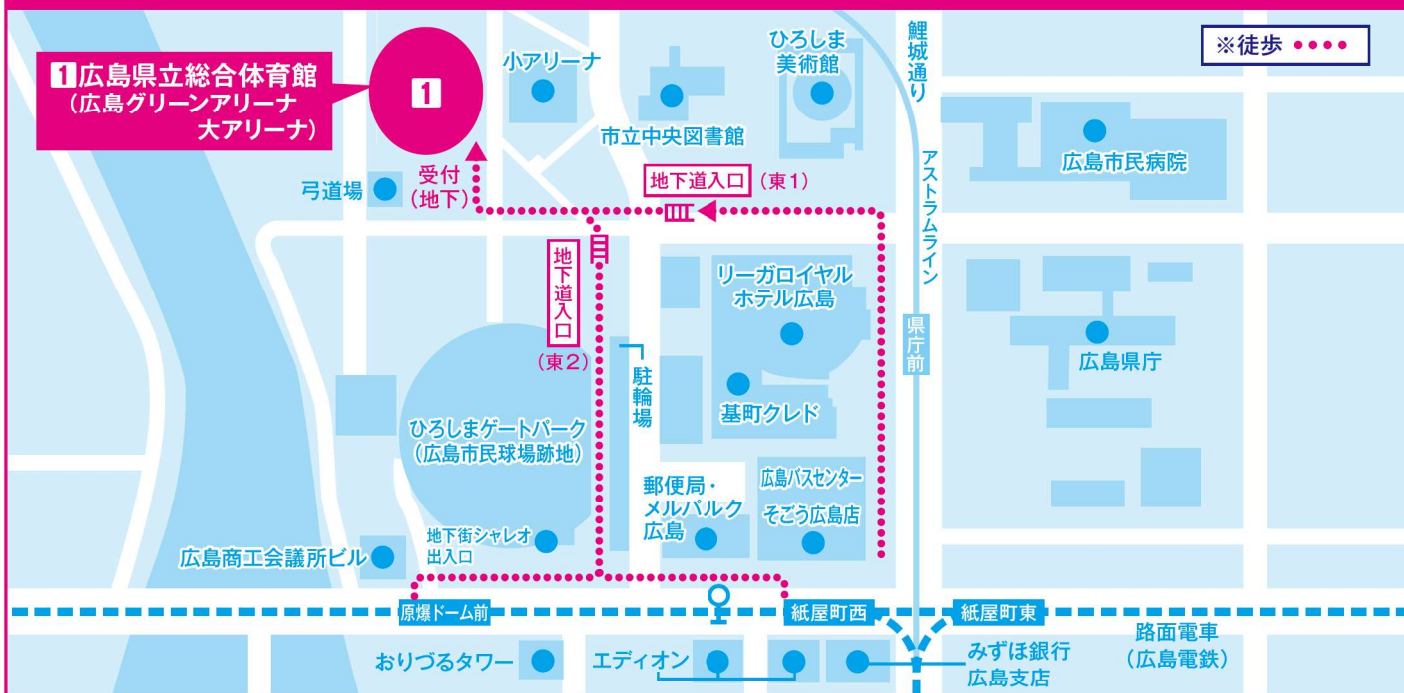 ※徒歩
1広島県立総合体育館
(広島グリーンアリーナ
大アリーナ)
1
小アリーナ
ひろしま
美術館
鯉城通り
市立中央図書館
広島市民病院
弓道場
受付
(地下)
地下道入口(東1)
アストラムライン
地下道入口
(東2)
リーガロイヤル
ホテル広島
県庁前
広島県庁
駐輪場
基町クレド
ひろしまゲートパーク
(広島市民球場跡地)
郵便局・
メルパルク
広島
広島バスセンター
そごう広島店
地下街シャレオ
出入口
広島商工会議所ビル
原爆ドーム前
紙屋町西
紙屋町東
路面電車
(広島電鉄)
おりづるタワー
エディオン
みずほ銀行
広島支店